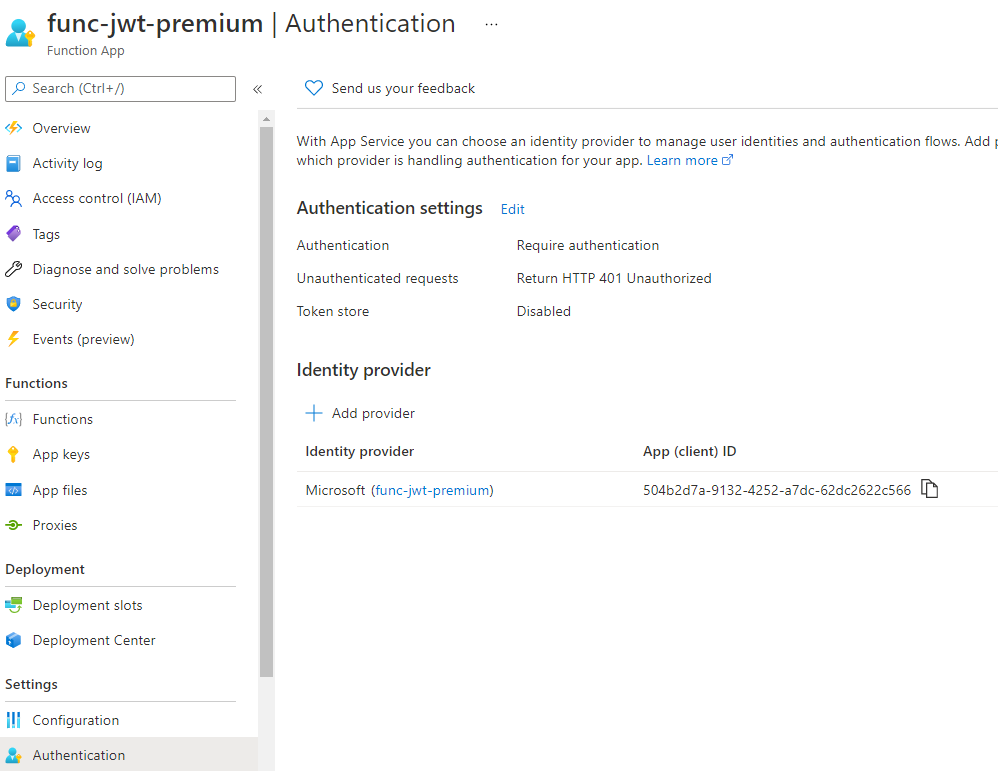 func-jwt-premium | Authentication ...
Function App
Search (Ctrl+/)
«
Overview
Activity log
Access control (IAM)
Tags
Diagnose and solve problems
Security
Events (preview)
Functions
Functions
App keys
App files
Proxies
Deployment
Deployment slots
Deployment Center
Settings
Configuration
Authentication
Send us your feedback
With App Service you can choose an identity provider to manage user identities and authentication flows. Add
which provider is handling authentication for your app. Learn more
Authentication settings Edit
Authentication Require authentication
Unauthenticated requests Return HTTP 401 Unauthorized
Token store Disabled
Identity provider
+ Add provider
Identity provider App (client) ID
Microsoft (func-jwt-premium) 504b2d7a-9132-4252-a7dc-62dc2622c566